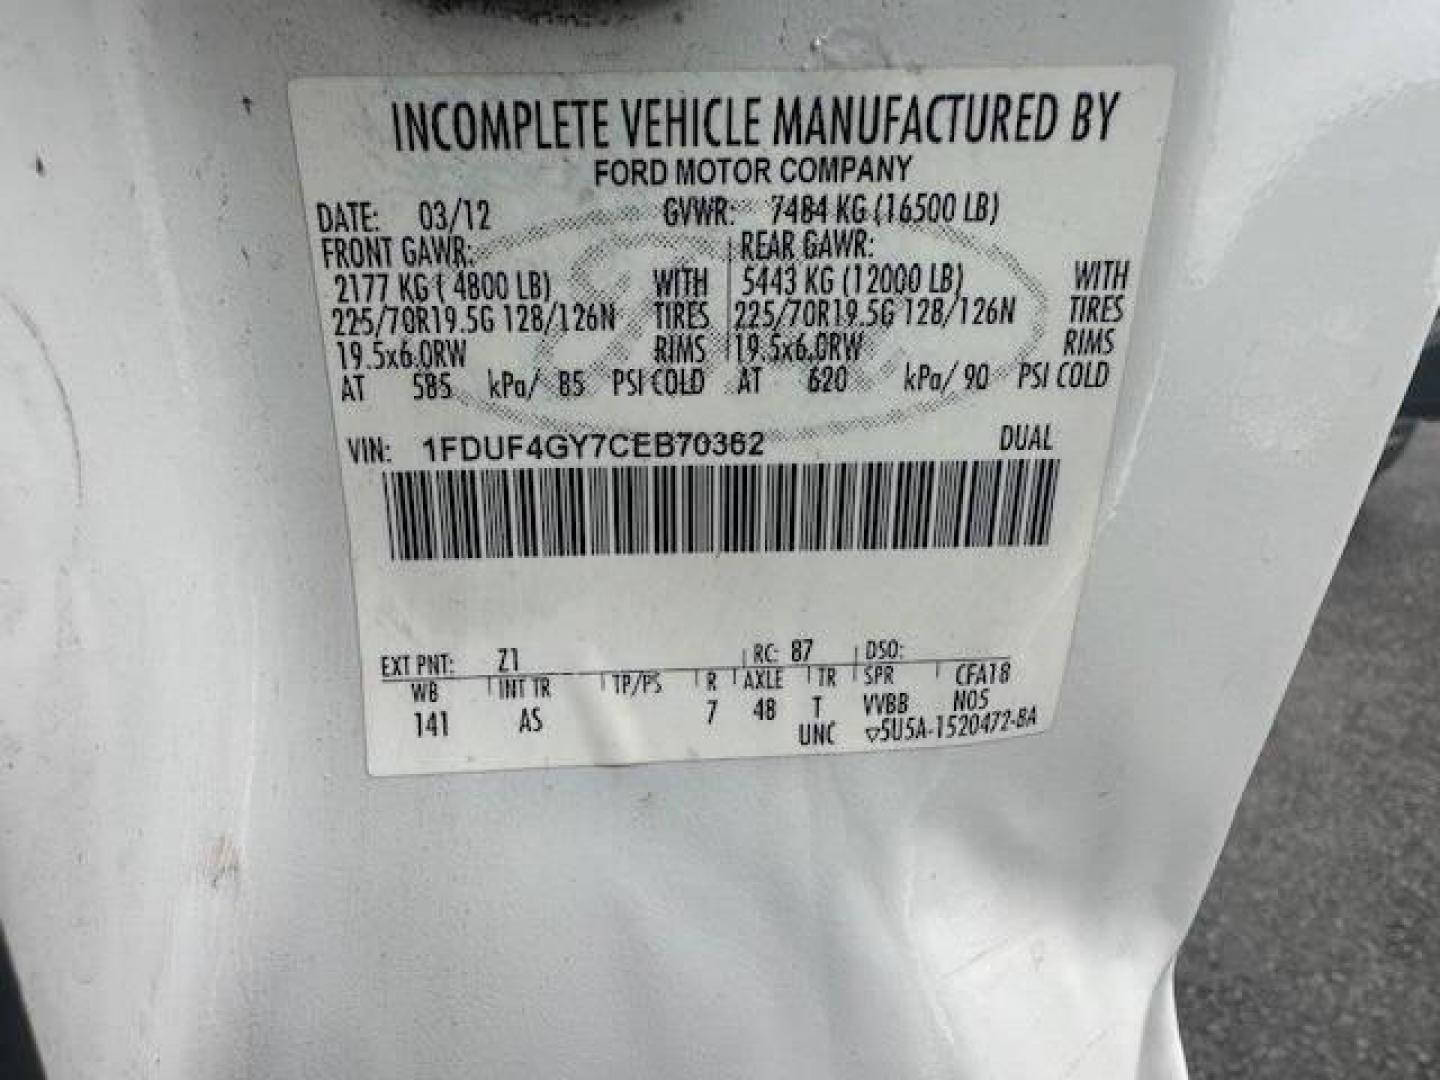 INCOMPLETE VEHICLE MANUFACTURED BY
FORD MOTOR COMPANY
DATE: 03/12 GVWR: 7484 KG (16500 LB)
FRONT GAWR: REAR GAWR:
2177 KG ( 4800 LB) WITH 5443 KG (12000 LB) WITH
225/70R19.5G 128/126N TIRES 225/70R19.5G 128/126N TIRES
19.5x6.0RW RIMS 19.5x6.0RW RIMS
AT 585 kPa/ 85 PSI COLD AT 620 kPa/ 90 PSI COLD
VIN: 1FDUF4GY7CEB70362 DUAL
EXT PNT: Z1 RC: 87 DSO:
WB INT TR TP/PS R AXLE TR SPR CFA18
141 AS 7 48 T VVBB N05
UNC ▽5U5A-1520472-BA